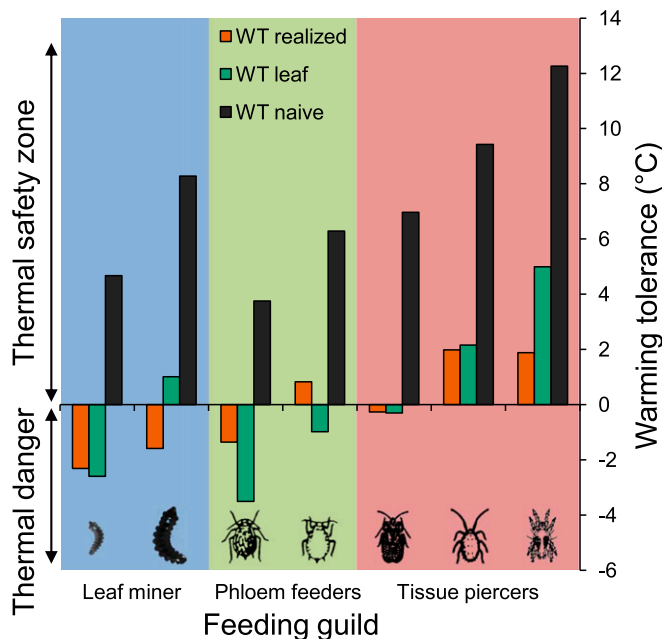 WT realized
WT leaf
WT naive
Thermal safety zone
Thermal danger
14
12
10
8
6
4
2
0
-2
-4
-6
Warming tolerance (°C)
Leaf miner
Phloem feeders
Tissue piercers
Feeding guild